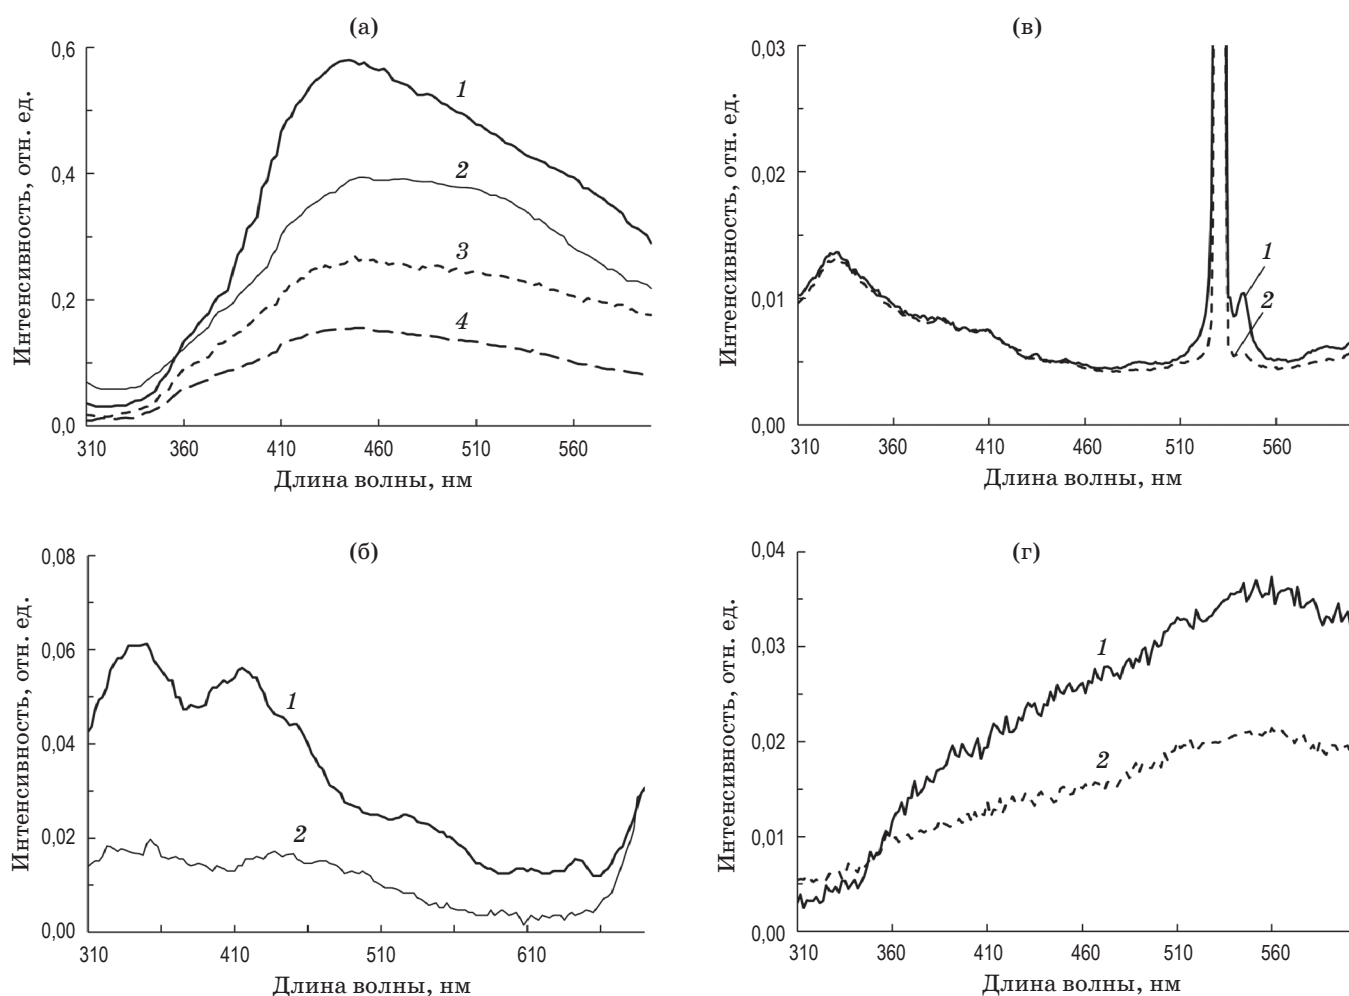 (а)
Интенсивность, отн. ед.
0,6
0,4
0,2
0,0
1
2
3
4
310 360 410 460 510 560
Длина волны, нм
(в)
Интенсивность, отн. ед.
0,03
0,02
0,01
0,00
1
2
310 360 410 460 510 560
Длина волны, нм
(б)
Интенсивность, отн. ед.
0,08
0,06
0,04
0,02
0,00
1
2
310 410 510 610
Длина волны, нм
(г)
Интенсивность, отн. ед.
0,04
0,03
0,02
0,01
0,00
1
2
310 360 410 460 510 560
Длина волны, нм